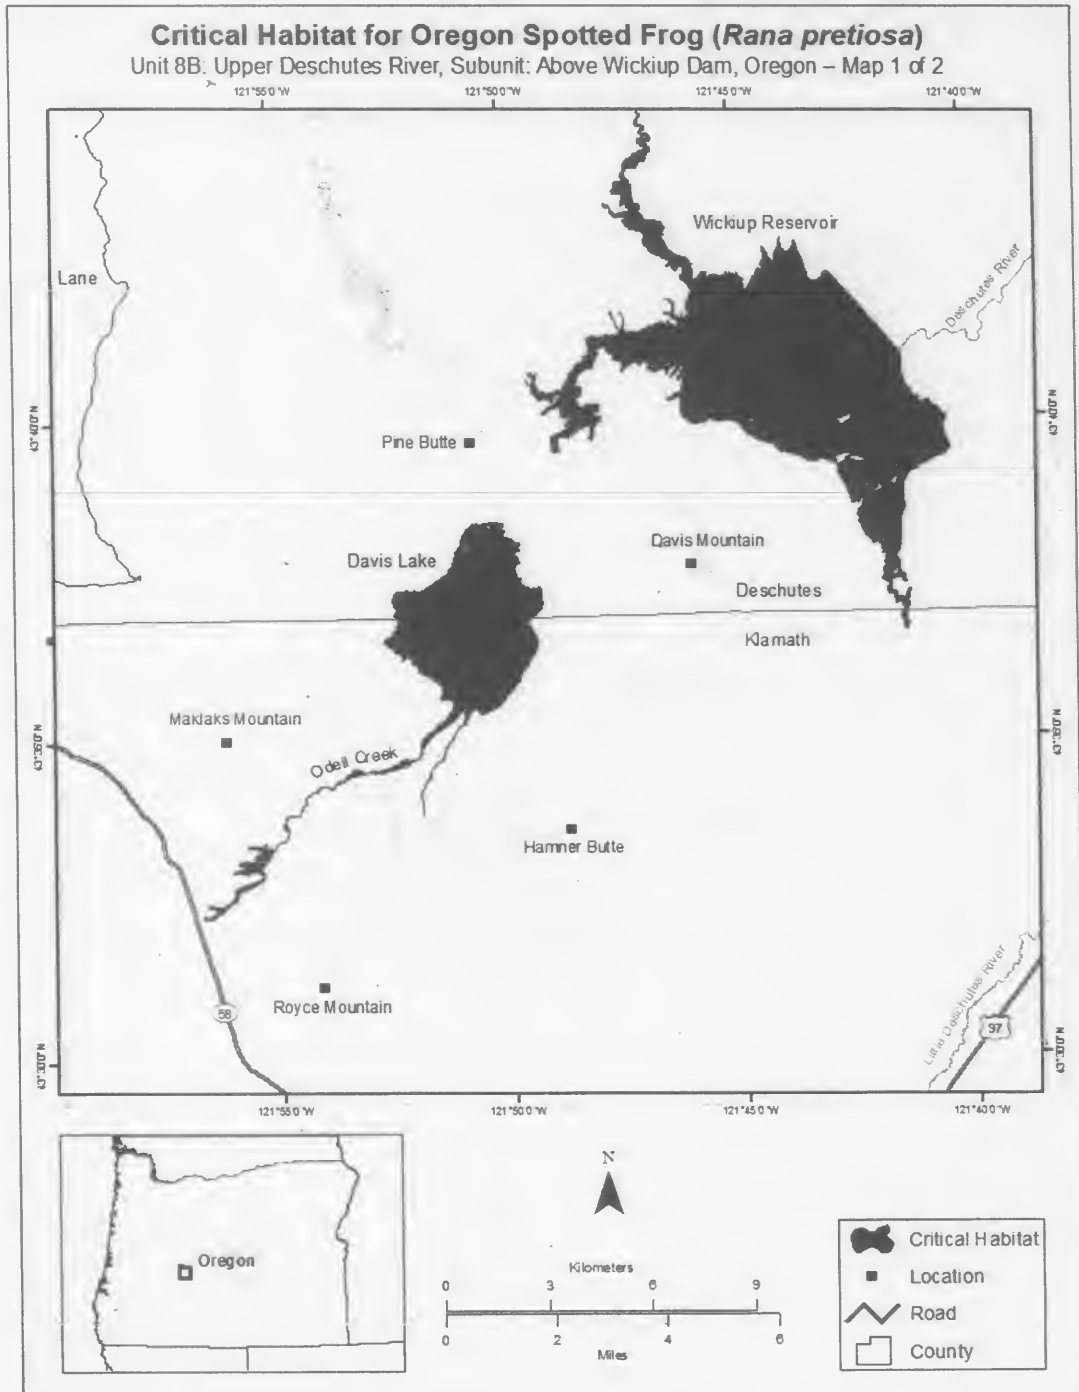 Critical Habitat for Oregon Spotted Frog (Rana pretiosa)
Unit 8B: Upper Deschutes River, Subunit: Above Wickiup Dam, Oregon – Map 1 of 2
121°55'0"W 121°50'0"W 121°45'0"W 121°40'0"W
Wickiup Reservoir
Lane
Deschutes River
43°40'0"N
43°40'0"N
Pine Butte
Davis Mountain
Davis Lake
Deschutes
Klamath
Maklaks Mountain
43°35'0"N
43°35'0"N
Odell Creek
Hamner Butte
Royce Mountain
58
Little Deschutes River
97
43°30'0"N
43°30'0"N
121°55'0"W 121°50'0"W 121°45'0"W 121°40'0"W
Oregon
N
Kilometers
0 3 6 9
0 2 4 6
Miles
Critical Habitat
Location
Road
County